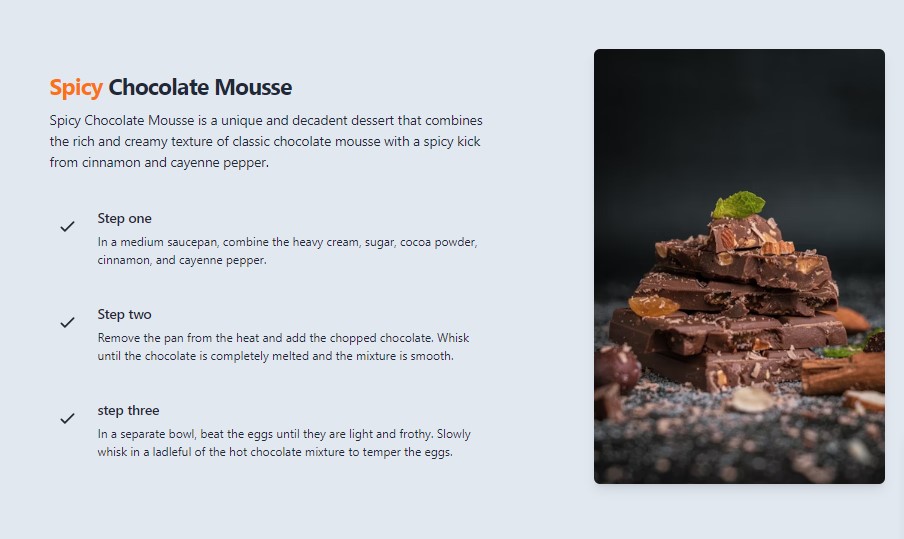 Spicy Chocolate Mousse
Spicy Chocolate Mousse is a unique and decadent dessert that combines
the rich and creamy texture of classic chocolate mousse with a spicy kick
from cinnamon and cayenne pepper.
Step one
In a medium saucepan, combine the heavy cream, sugar, cocoa powder,
cinnamon, and cayenne pepper.
Step two
Remove the pan from the heat and add the chopped chocolate. Whisk
until the chocolate is completely melted and the mixture is smooth.
step three
In a separate bowl, beat the eggs until they are light and frothy. Slowly
whisk in a ladleful of the hot chocolate mixture to temper the eggs.